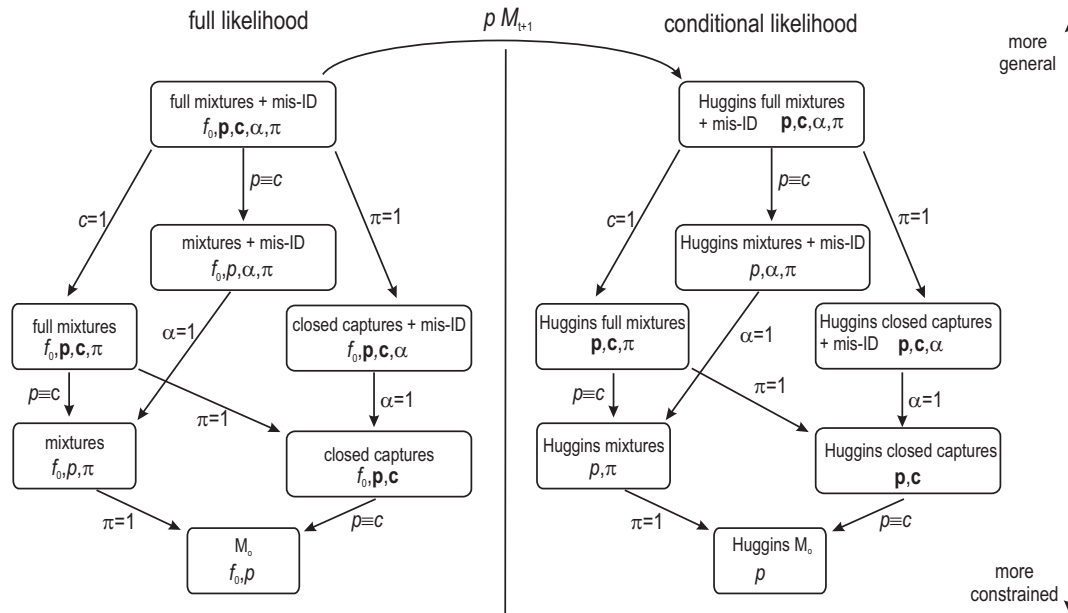 full likelihood
p M_{t+1}
conditional likelihood
more
general
full mixtures + mis-ID
f₀,p,c,α,π
Huggins full mixtures
+ mis-ID p,c,α,π
c=1
p≡c
π=1
c=1
p≡c
π=1
mixtures + mis-ID
f₀,p,α,π
Huggins mixtures + mis-ID
p,α,π
full mixtures
f₀,p,c,π
α=1
closed captures + mis-ID
f₀,p,c,α
Huggins full mixtures
p,c,π
α=1
Huggins closed captures
+ mis-ID p,c,α
p≡c
π=1
α=1
p≡c
π=1
α=1
mixtures
f₀,p,π
closed captures
f₀,p,c
Huggins mixtures
p,π
Huggins closed captures
p,c
π=1
p≡c
π=1
p≡c
M₀
f₀,p
Huggins M₀
p
more
constrained